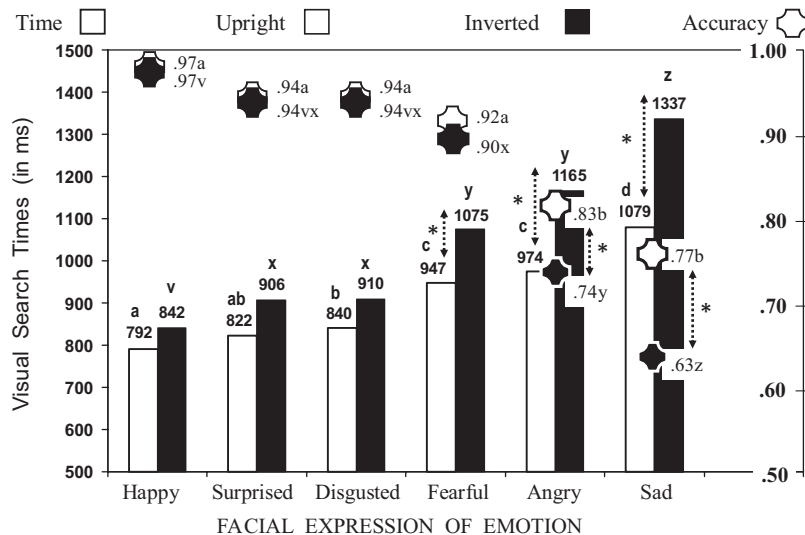 Time Upright Inverted Accuracy
Visual Search Times (in ms)
1500
1400
1300
1200
1100
1000
900
800
700
600
500
1.00
.90
.80
.70
.60
.50
.97a
.97v
.94a
.94vx
.94a
.94vx
.92a
.90x
.83b
.74y
.77b
.63z
a
792
v
842
ab
822
x
906
b
840
x
910
c
947
*
y
1075
c
974
*
y
1165
*
d
1079
*
z
1337
*
Happy Surprised Disgusted Fearful Angry Sad
FACIAL EXPRESSION OF EMOTION